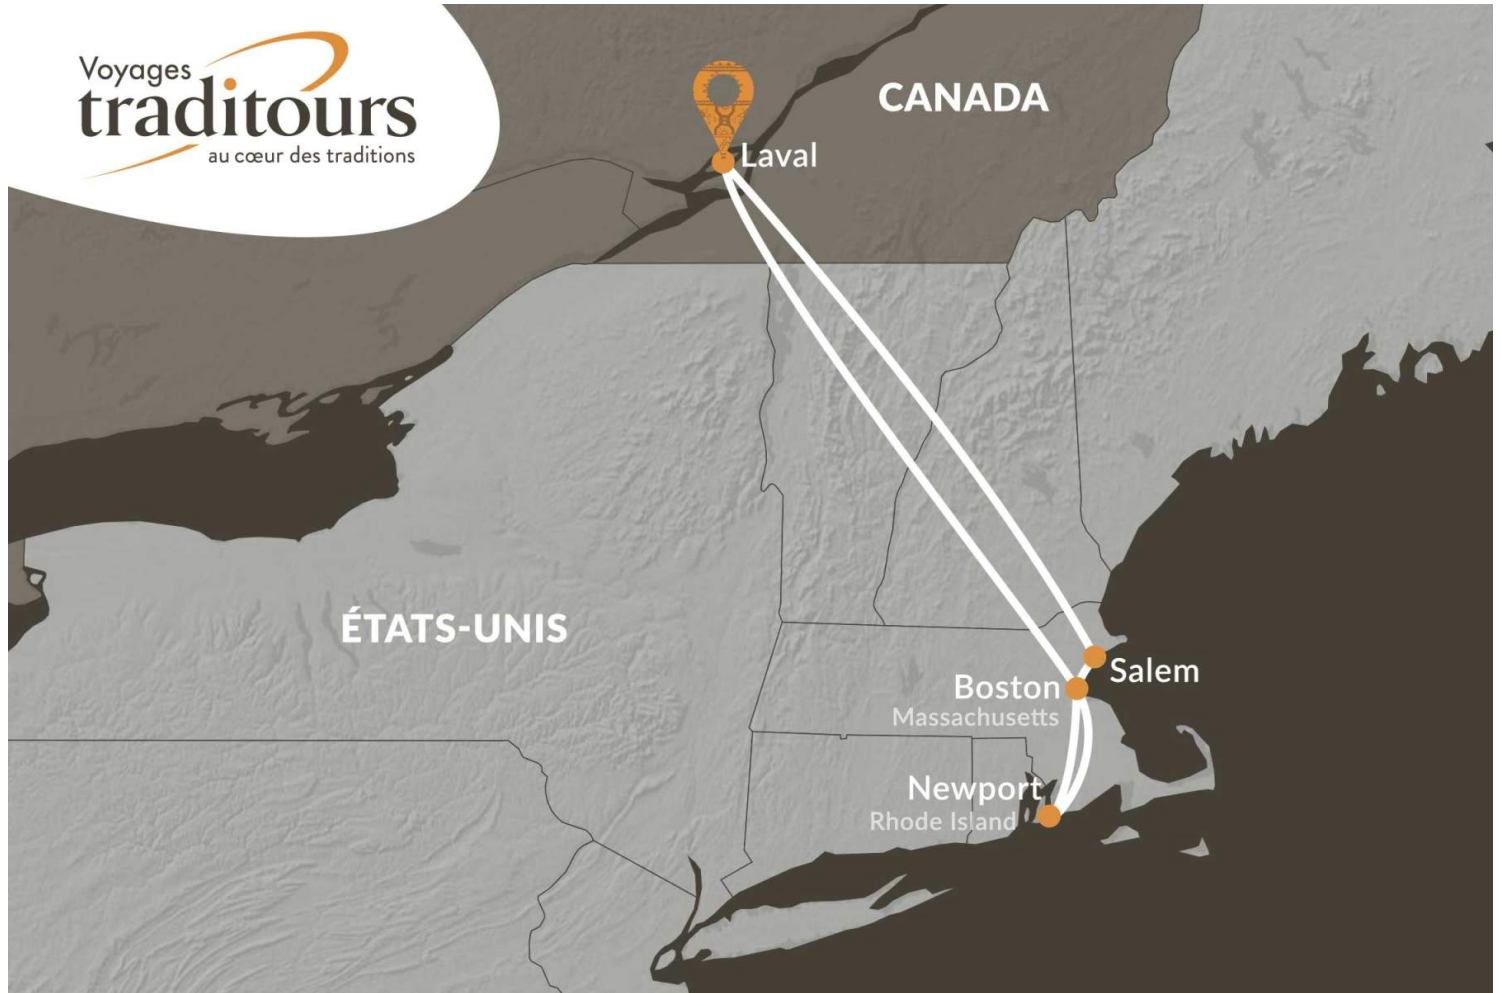 Voyages
traditours
au cœur des traditions
CANADA
Laval
ÉTATS-UNIS
Salem
Boston
Massachusetts
Newport
Rhode Island